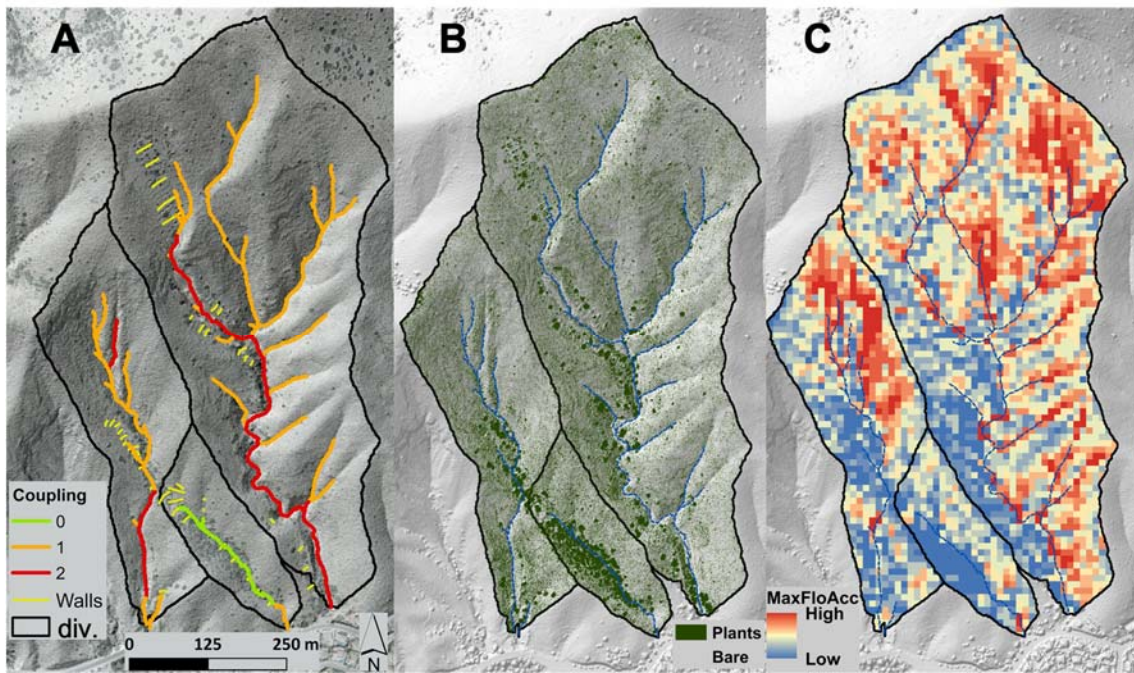 A
B
C
Coupling
0
1
2
Walls
div.
0 125 250 m
N
Plants
Bare
MaxFloAcc
High
Low